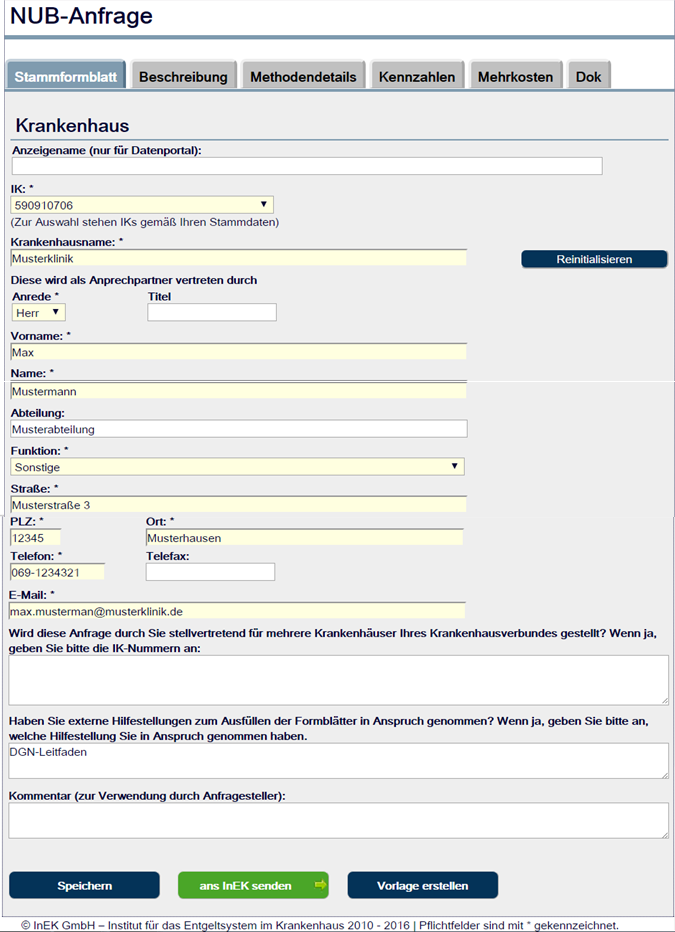 NUB-Anfrage
Stammformblatt Beschreibung Methodendetails Kennzahlen Mehrkosten Dok
Krankenhaus
Anzeigename (nur für Datenportal):
IK: *
590910706
(Zur Auswahl stehen IKs gemäß Ihren Stammdaten)
Krankenhausname: *
Musterklinik Reinitialisieren
Diese wird als Anprechpartner vertreten durch
Anrede * Titel
Herr
Vorname: *
Max
Name: *
Mustermann
Abteilung:
Musterabteilung
Funktion: *
Sonstige
Straße: *
Musterstraße 3
PLZ: * Ort: *
12345 Musterhausen
Telefon: * Telefax:
069-1234321
E-Mail: *
max.musterman@musterklinik.de
Wird diese Anfrage durch Sie stellvertretend für mehrere Krankenhäuser Ihres Krankenhausverbundes gestellt? Wenn ja,
geben Sie bitte die IK-Nummern an:
Haben Sie externe Hilfestellungen zum Ausfüllen der Formblätter in Anspruch genommen? Wenn ja, geben Sie bitte an,
welche Hilfestellung Sie in Anspruch genommen haben.
DGN-Leitfaden
Kommentar (zur Verwendung durch Anfragesteller):
Speichern ans InEK senden Vorlage erstellen
© InEK GmbH – Institut für das Entgeltsystem im Krankenhaus 2010 - 2016 | Pflichtfelder sind mit * gekennzeichnet.